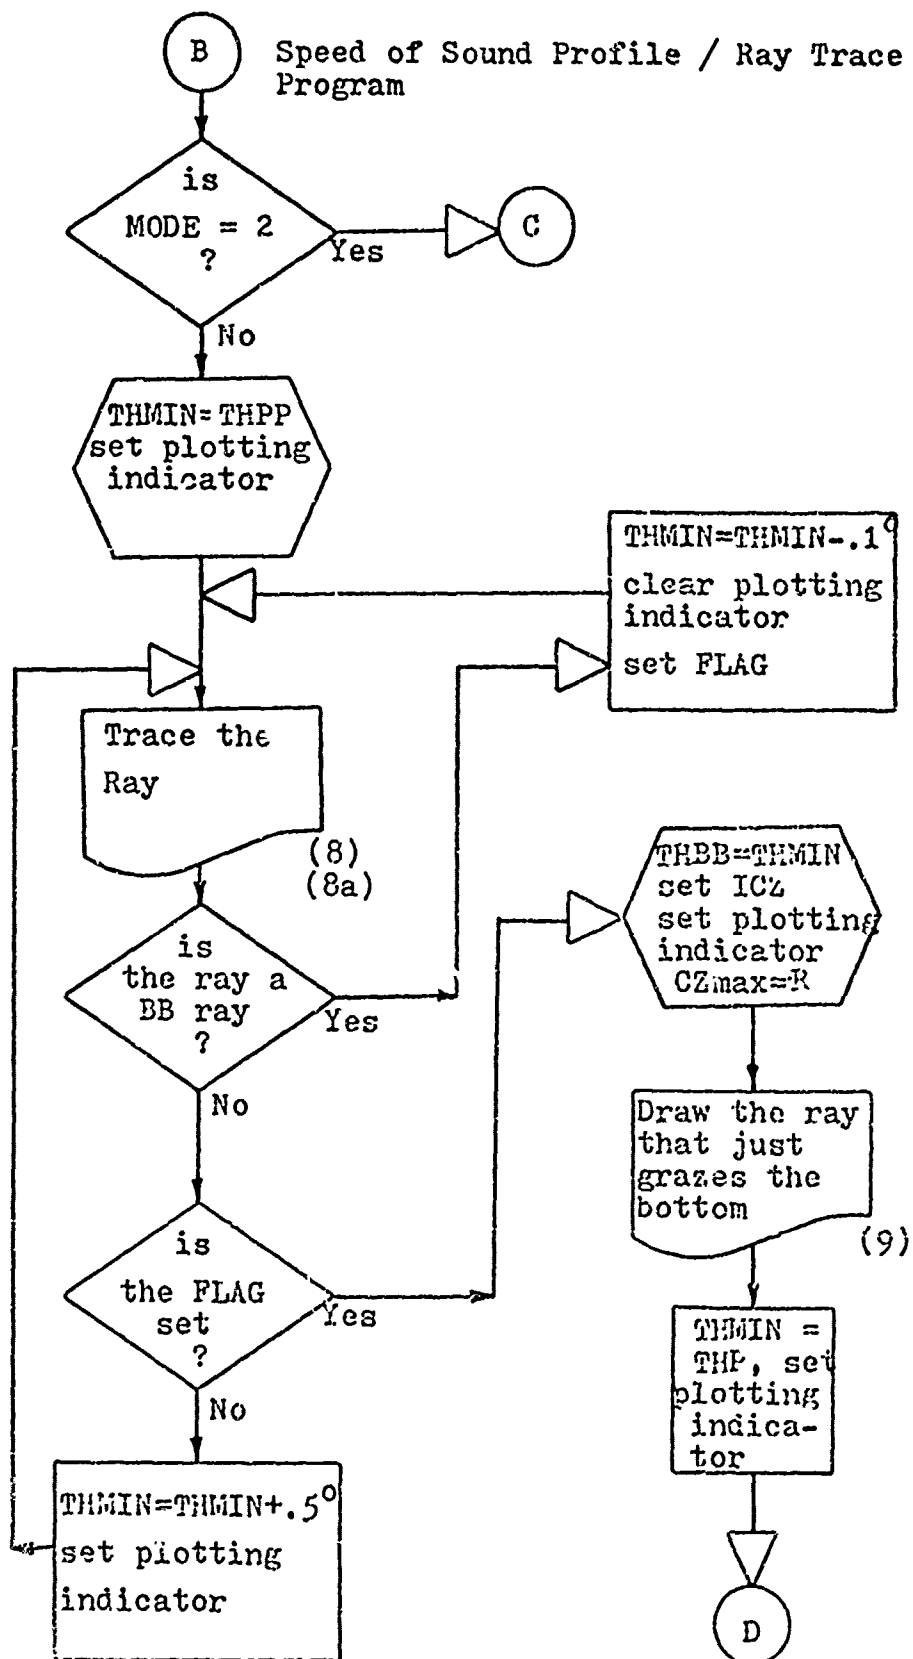 B
Speed of Sound Profile / Ray Trace
Program
is
MODE = 2
?
Yes
C
No
THMIN=THPP
set plotting
indicator
THMIN=THMIN-.1°
clear plotting
indicator
set FLAG
Trace the
Ray
(8)
(8a)
is
the ray a
BB ray
?
Yes
No
THBB=THMIN
set ICZ
set plotting
indicator
CZmax=R
Draw the ray
that just
grazes the
bottom
(9)
is
the FLAG
set
?
Yes
No
THMIN =
THP, set
plotting
indica-
tor
THMIN=THMIN+.5°
set plotting
indicator
D